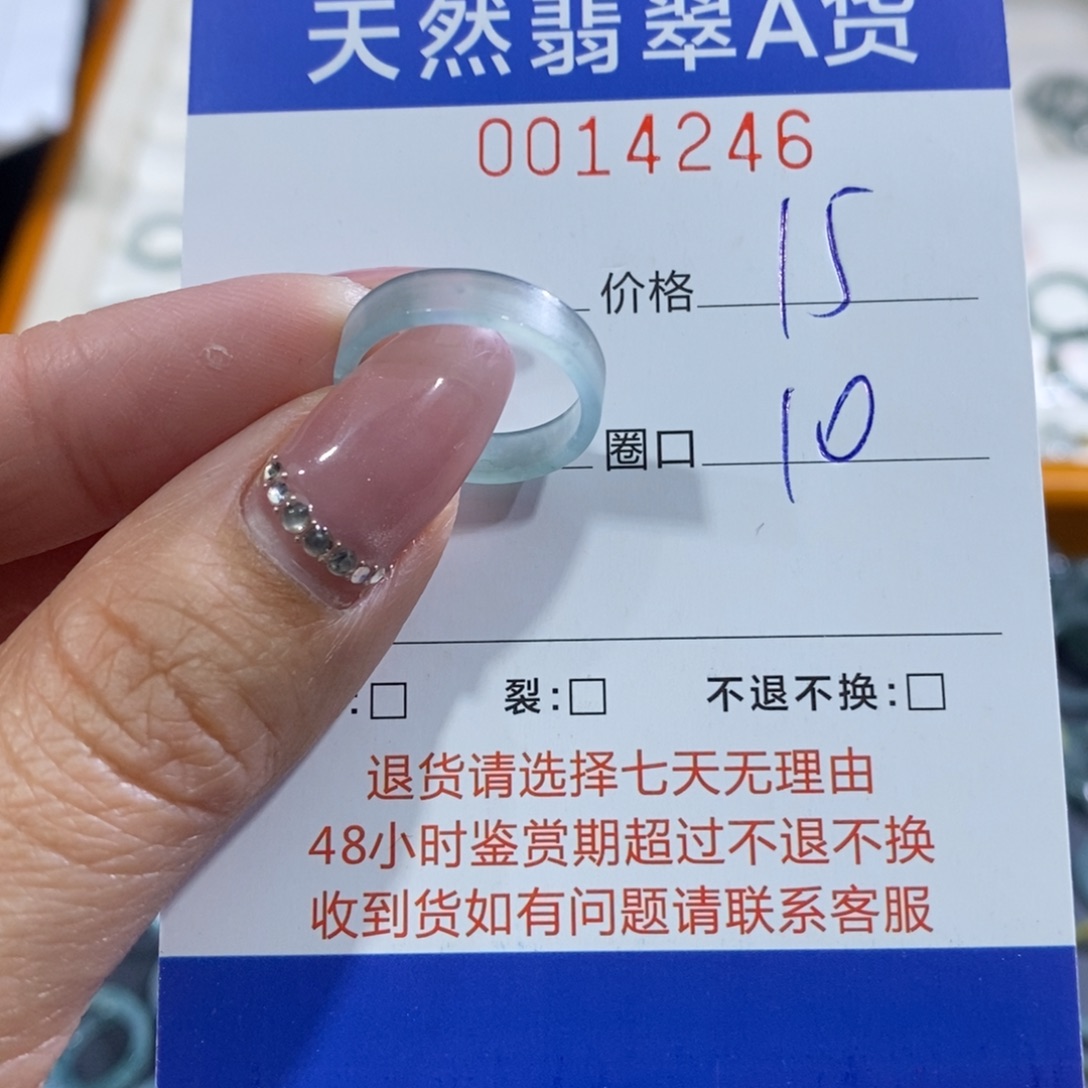 天然翡翠A货
0014246
价格 15
圈口 10
:□ 裂:□ 不退不换:□
退货请选择七天无理由
48小时鉴赏期超过不退不换
收到货如有问题请联系客服